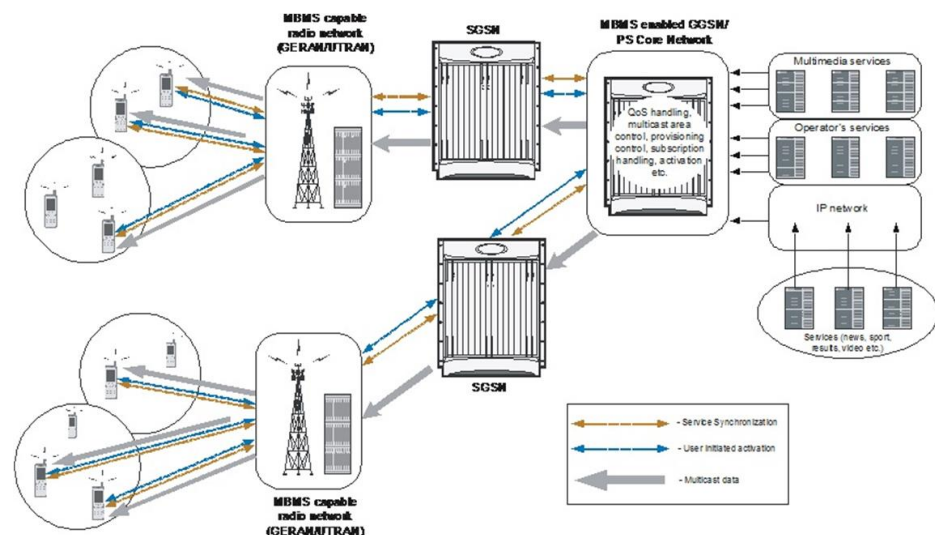 MBMS capable
radio network
(GERAN/UTRAN)
SGSN
MBMS enabled GGSN/
PS Core Network
Multimedia services
QoS handling,
multicast area
control, provisioning
control, subscription
handling, activation
etc.
Operator's services
IP network
Services (news, sport,
results, video etc.)
SGSN
MBMS capable
radio network
(GERAN/UTRAN)
- Service Synchronization
- User Initiated activation
- Multicast data